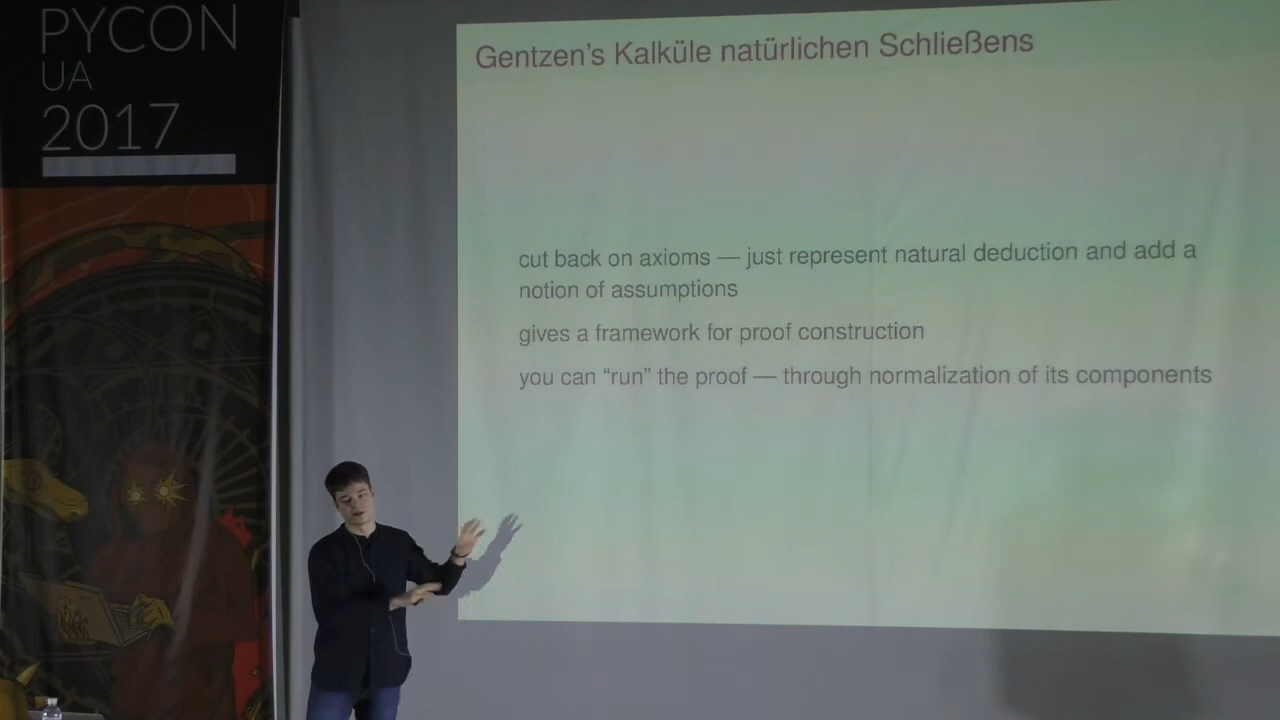 PYCON
UA
2017
Gentzen's Kalküle natürlichen Schließens
cut back on axioms — just represent natural deduction and add a
notion of assumptions
gives a framework for proof construction
you can “run” the proof — through normalization of its components